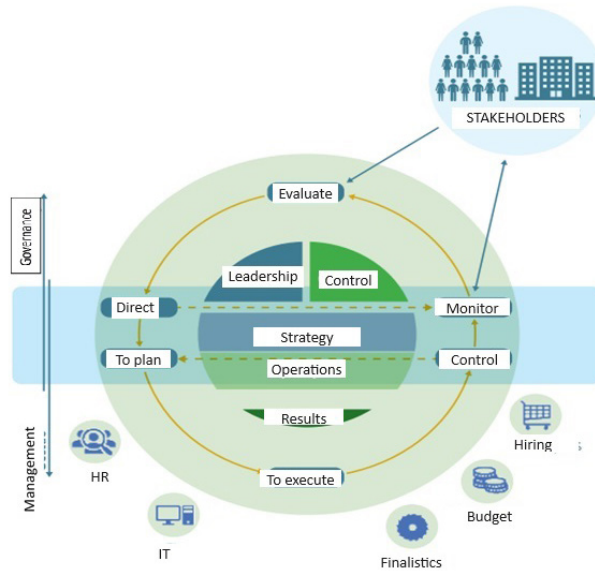 STAKEHOLDERS
Evaluate
Governance
Leadership
Control
Direct
Monitor
Strategy
To plan
Control
Operations
Results
Management
HR
Hiring
To execute
Budget
IT
Finalistics